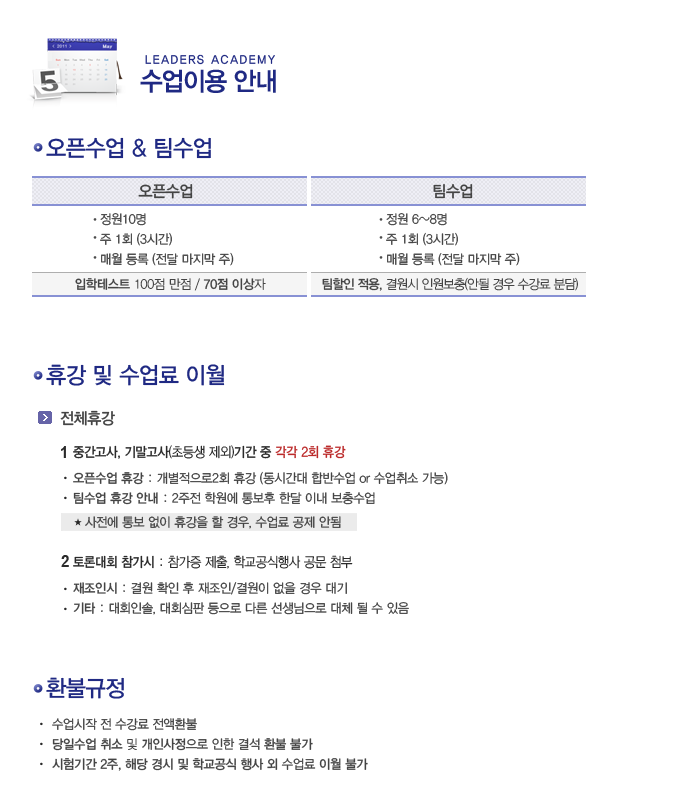 2011 May
5
LEADERS ACADEMY
수업이용 안내
오픈수업 & 팀수업
오픈수업
팀수업
· 정원10명
· 정원 6~8명
· 주 1회 (3시간)
· 주 1회 (3시간)
· 매월 등록 (전달 마지막 주)
· 매월 등록 (전달 마지막 주)
입학테스트 100점 만점 / 70점 이상자
팀할인 적용, 결원시 인원보충(안될 경우 수강료 분담)
휴강 및 수업료 이월
전체휴강
1 중간고사, 기말고사(초등생 제외)기간 중 각각 2회 휴강
· 오픈수업 휴강 : 개별적으로2회 휴강 (동시간대 합반수업 or 수업취소 가능)
· 팀수업 휴강 안내 : 2주전 학원에 통보후 한달 이내 보충수업
★ 사전에 통보 없이 휴강을 할 경우, 수업료 공제 안됨
2 토론대회 참가시 : 참가증 제출, 학교공식행사 공문 첨부
· 재조인시 : 결원 확인 후 재조인/결원이 없을 경우 대기
· 기타 : 대회인솔, 대회심판 등으로 다른 선생님으로 대체 될 수 있음
환불규정
· 수업시작 전 수강료 전액환불
· 당일수업 취소 및 개인사정으로 인한 결석 환불 불가
· 시험기간 2주, 해당 경시 및 학교공식 행사 외 수업료 이월 불가